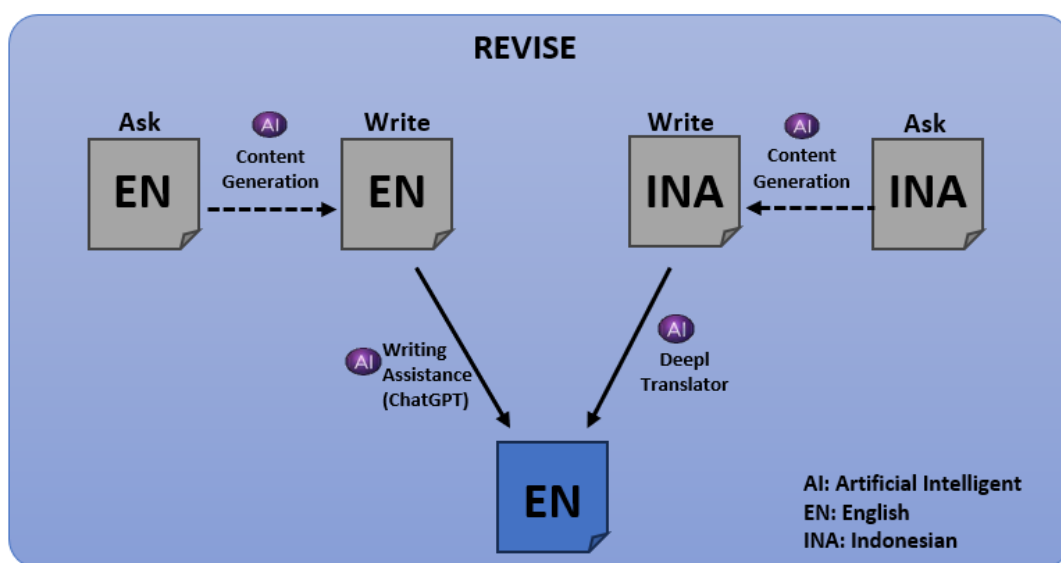 REVISE
Ask
AI
Write
Write
AI
Ask
Content
Generation
Content
Generation
EN
EN
INA
INA
AI
Writing
Assistance
(ChatGPT)
AI
Deepl
Translator
EN
AI: Artificial Intelligent
EN: English
INA: Indonesian